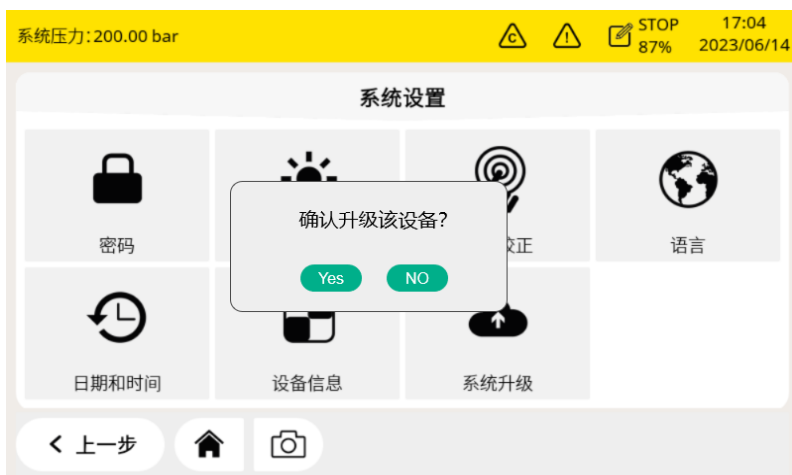 系统压力:200.00 bar
STOP
87%
17:04
2023/06/14
系统设置
密码
正
语言
确认升级该设备?
Yes
NO
日期和时间
设备信息
系统升级
上一步